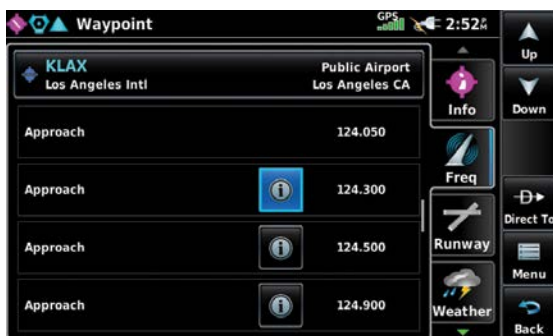 Waypoint
GPS
2:52 P M
KLAX
Los Angeles Intl
Public Airport
Los Angeles CA
Approach 124.050
Approach 124.300
Approach 124.500
Approach 124.900
Info
Freq
Runway
Weather
Up
Down
Direct To
Menu
Back